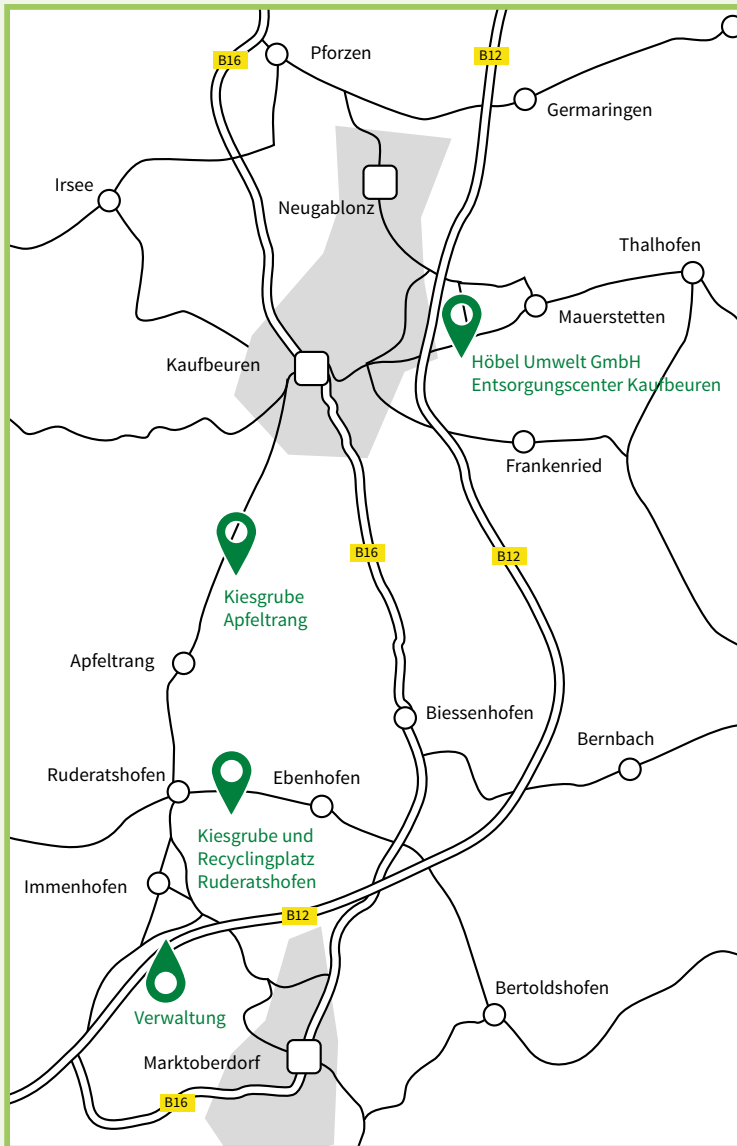 B16
Pforzen
B12
Germaringen
Irsee
Neugablonz
Thalhofen
Mauerstetten
Kaufbeuren
Höbel Umwelt GmbH
Entsorgungscenter Kaufbeuren
Frankenried
B16
B12
Kiesgrube
Apfeltrang
Apfeltrang
Biessenhofen
Bernbach
Ruderatshofen
Ebenhofen
Kiesgrube und
Recyclingplatz
Ruderatshofen
Immenhofen
B12
Bertoldshofen
Verwaltung
Marktoberdorf
B16